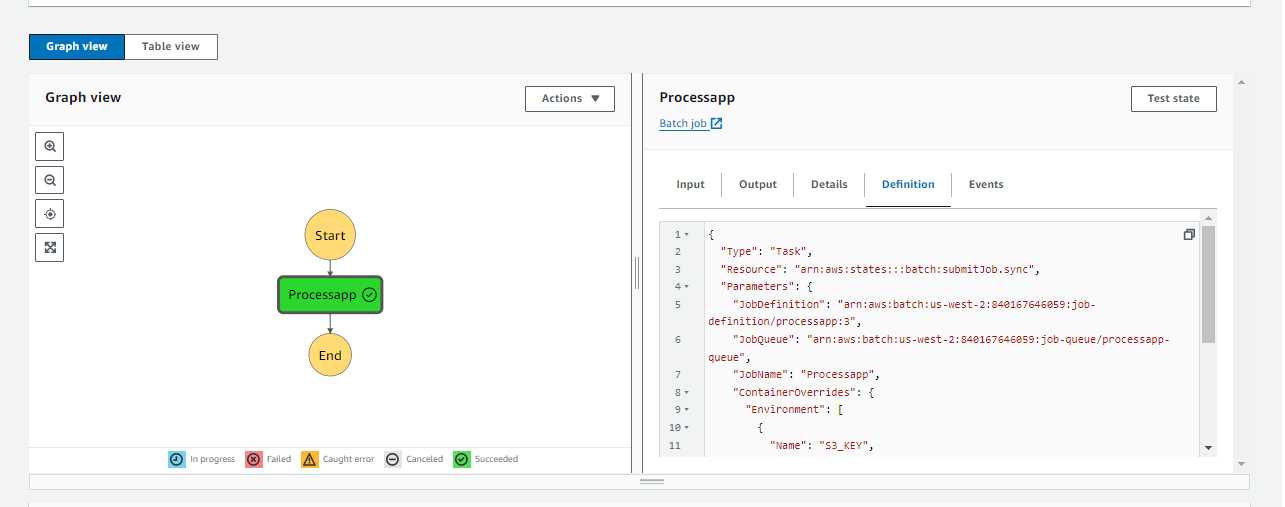 Graph view
Table view
Graph view
Actions
Start
Processapp
End
In progress
Failed
Caught error
Canceled
Succeeded
Processapp
Test state
Batch job
Input
Output
Details
Definition
Events
1 {
2 "Type": "Task",
3 "Resource": "arn:aws:states:::batch:submitJob.sync",
4 "Parameters": {
5 "JobDefinition": "arn:aws:batch:us-west-2:840167646059:job-
definition/processapp:3",
6 "JobQueue": "arn:aws:batch:us-west-2:840167646059:job-queue/processapp-
queue",
7 "JobName": "Processapp",
8 "ContainerOverrides": {
9 "Environment": [
10 {
11 "Name": "S3_KEY",